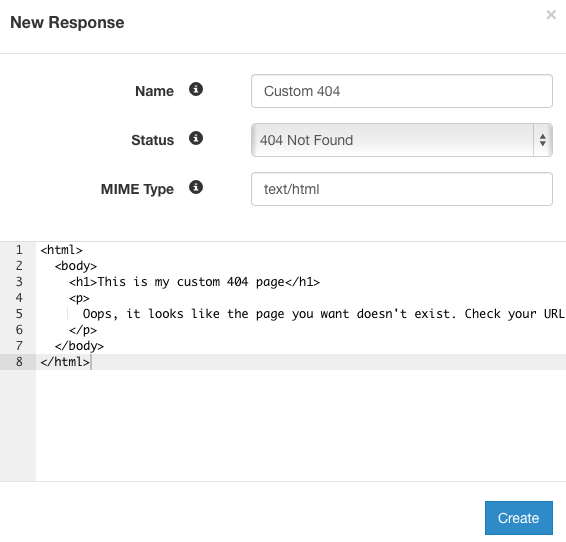 New Response
×
Name
Custom 404
Status
404 Not Found
MIME Type
text/html
1 <html>
2 <body>
3 <h1>This is my custom 404 page</h1>
4 <p>
5 Oops, it looks like the page you want doesn't exist. Check your URL
6 </p>
7 </body>
8 </html>
Create